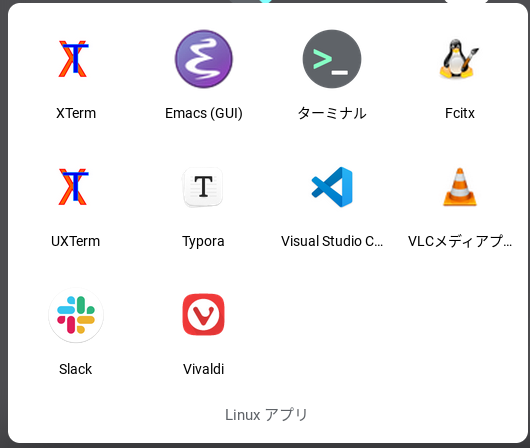 XTerm
Emacs (GUI)
ターミナル
Fcitx
UXTerm
Typora
Visual Studio C...
VLCメディアプ...
Slack
Vivaldi
Linux アプリ